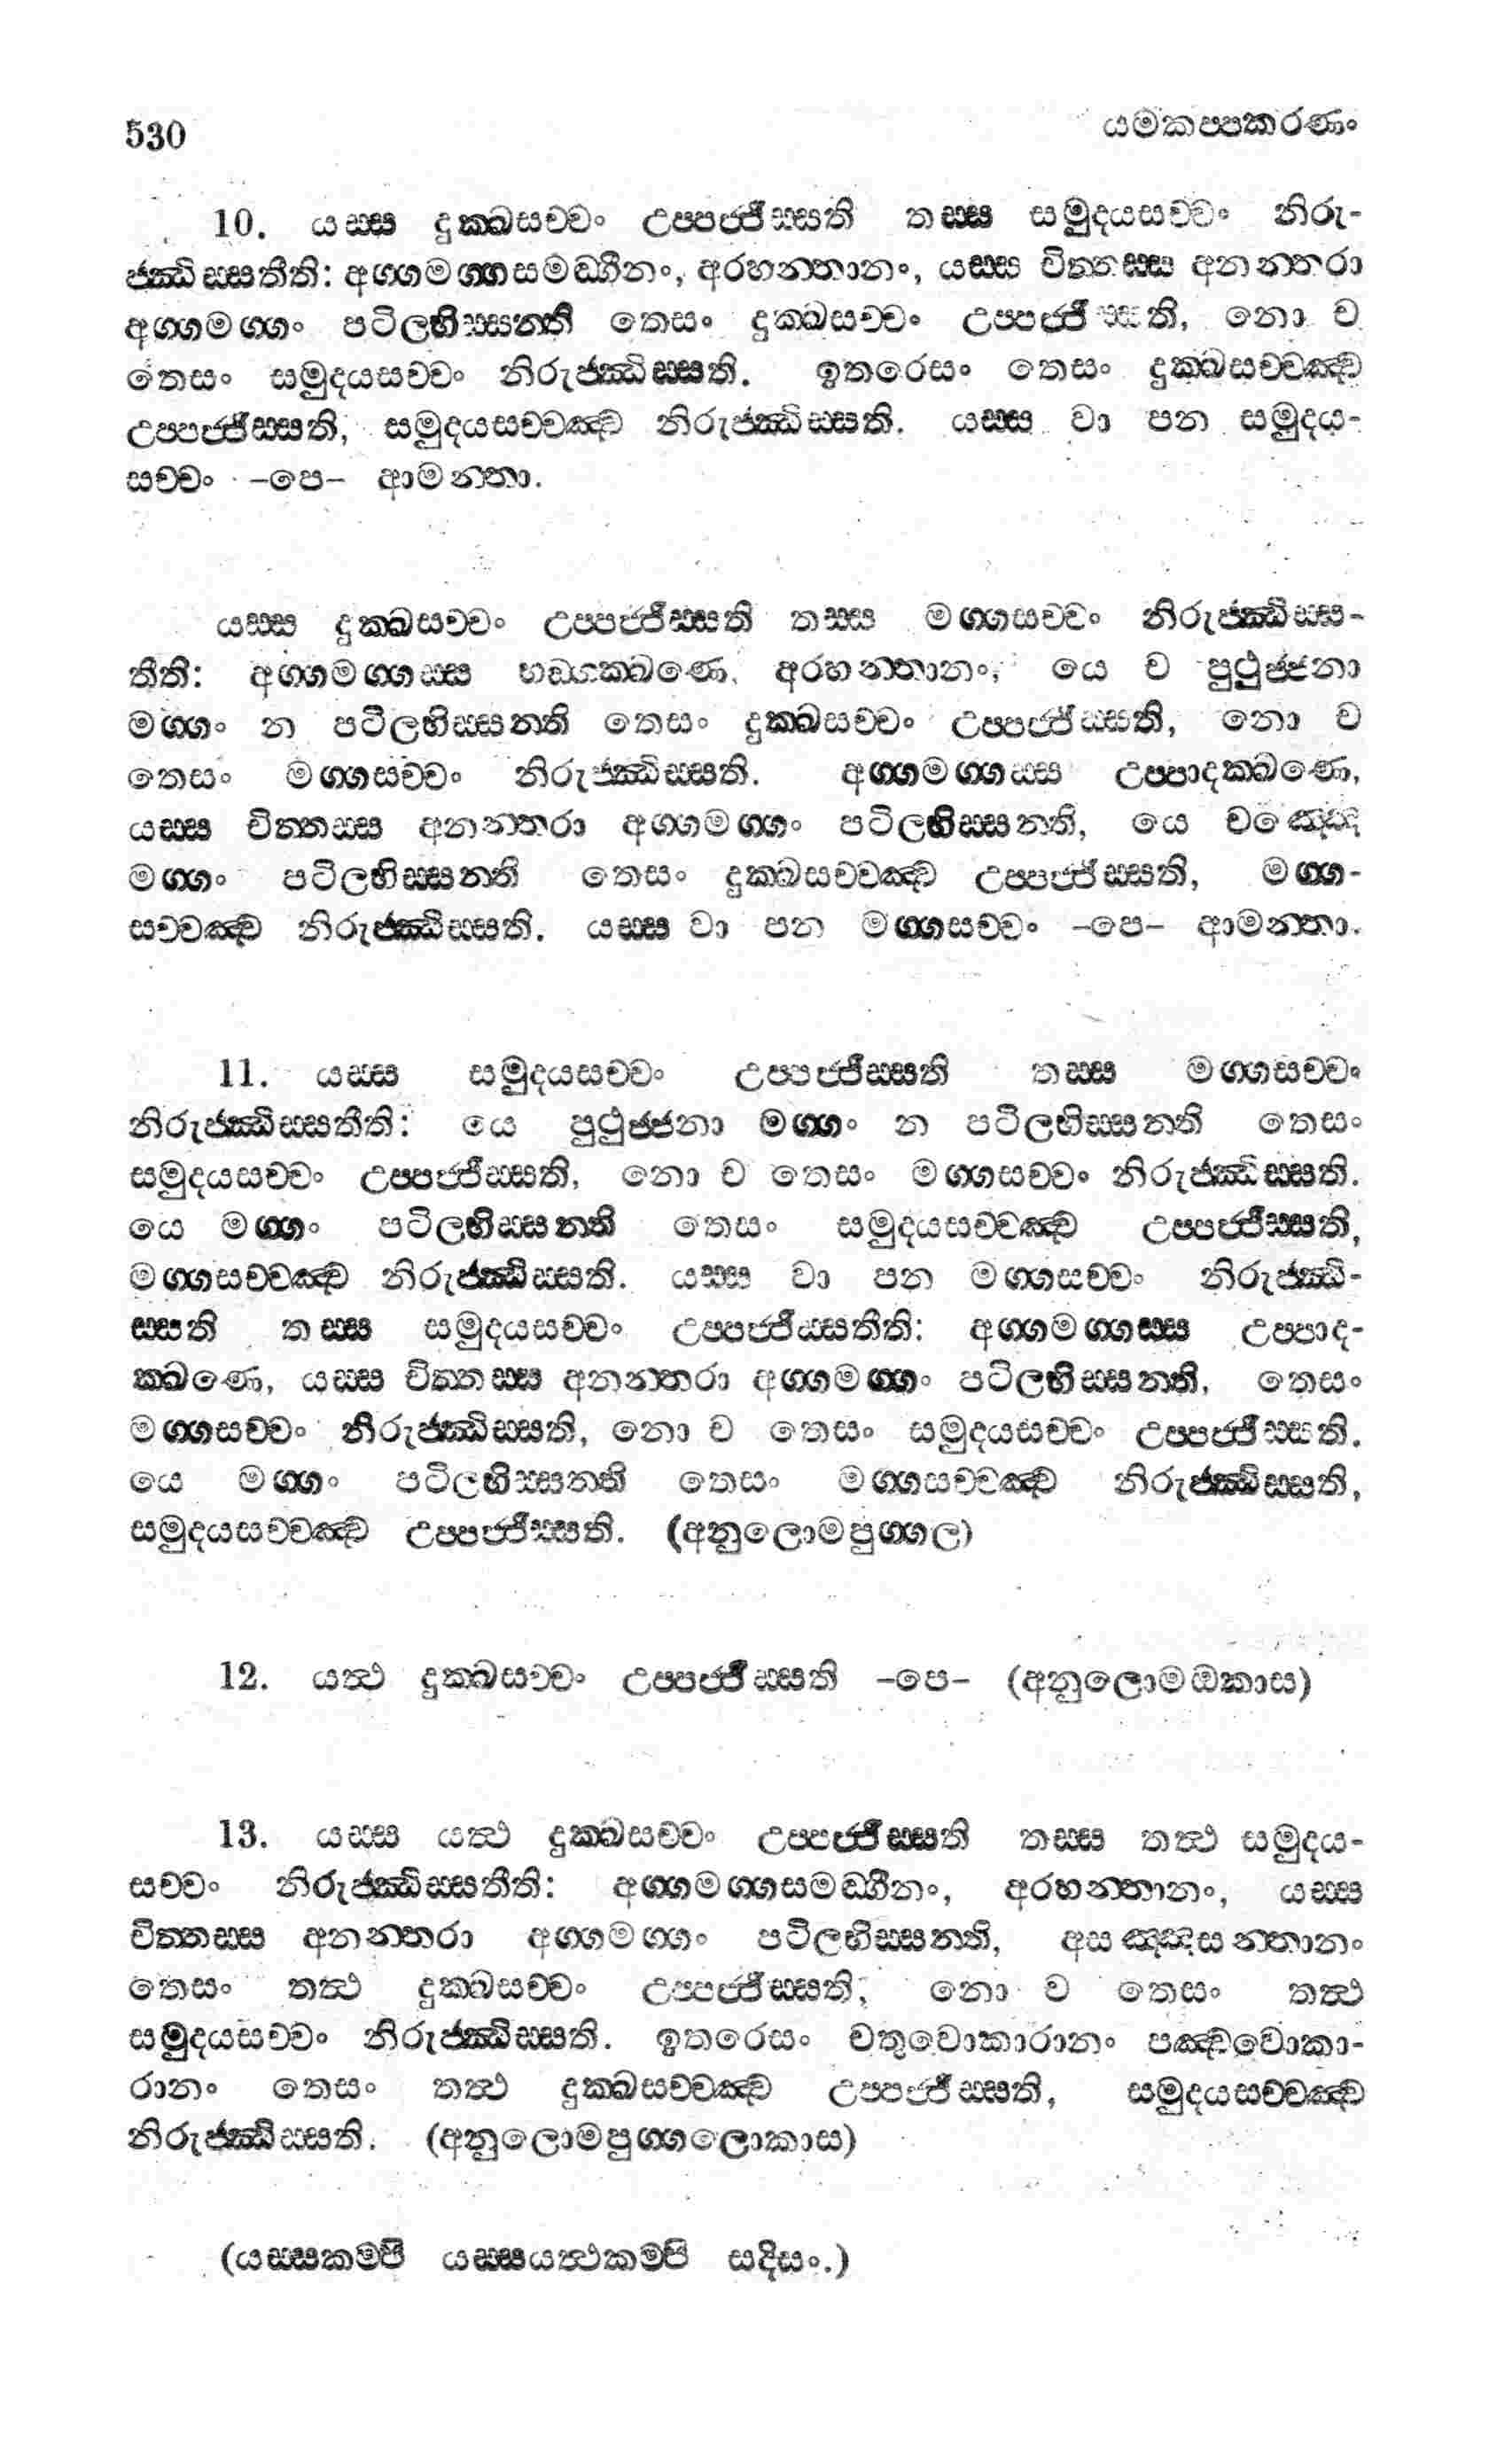 530
යමකප්පකරණං
10. යස්ස දුක්ඛසච්චං උප්පජ්ජිස්සති තස්ස සමුදයසච්චං නිරු-
ජ්ඣිස්සතීති: අග්ගමග්ගසමඞ්ගීනං, අරහන්තානං, යස්ස චිත්තස්ස අනන්තරා
අග්ගමග්ගං පටිලභිස්සන්ති තෙසං දුක්ඛසච්චං උප්පජ්ජිස්සති, නො ච
තෙසං සමුදයසච්චං නිරුජ්ඣිස්සති. ඉතරෙසං තෙසං දුක්ඛසච්චඤ්ච
උප්පජ්ජිස්සති, සමුදයසච්චඤ්ච නිරුජ්ඣිස්සති. යස්ස වා පන සමුදය-
සච්චං -පෙ- ආමන්තා.
යස්ස දුක්ඛසච්චං උප්පජ්ජිස්සති තස්ස මග්ගසච්චං නිරුජ්ඣිස්ස-
තීති: අග්ගමග්ගස්ස භඞ්ගක්ඛණෙ, අරහන්තානං, යෙ ච පුථුජ්ජනා
මග්ගං න පටිලභිස්සන්ති තෙසං දුක්ඛසච්චං උප්පජ්ජිස්සති, නො ච
තෙසං මග්ගසච්චං නිරුජ්ඣිස්සති. අග්ගමග්ගස්ස උප්පාදක්ඛණෙ,
යස්ස චිත්තස්ස අනන්තරා අග්ගමග්ගං පටිලභිස්සන්ති, යෙ චඤ්ඤෙ
මග්ගං පටිලභිස්සන්ති තෙසං දුක්ඛසච්චඤ්ච උප්පජ්ජිස්සති, මග්ග-
සච්චඤ්ච නිරුජ්ඣිස්සති. යස්ස වා පන මග්ගසච්චං -පෙ- ආමන්තා.
11. යස්ස සමුදයසච්චං උප්පජ්ජිස්සති තස්ස මග්ගසච්චං
නිරුජ්ඣිස්සතීති: යෙ පුථුජ්ජනා මග්ගං න පටිලභිස්සන්ති තෙසං
සමුදයසච්චං උප්පජ්ජිස්සති, නො ච තෙසං මග්ගසච්චං නිරුජ්ඣිස්සති.
යෙ මග්ගං පටිලභිස්සන්ති තෙසං සමුදයසච්චඤ්ච උප්පජ්ජිස්සති,
මග්ගසච්චඤ්ච නිරුජ්ඣිස්සති. යස්ස වා පන මග්ගසච්චං නිරුජ්ඣි-
ස්සති තස්ස සමුදයසච්චං උප්පජ්ජිස්සතීති: අග්ගමග්ගස්ස උප්පාද-
ක්ඛණෙ, යස්ස චිත්තස්ස අනන්තරා අග්ගමග්ගං පටිලභිස්සන්ති, තෙසං
මග්ගසච්චං නිරුජ්ඣිස්සති, නො ච තෙසං සමුදයසච්චං උප්පජ්ජිස්සති.
යෙ මග්ගං පටිලභිස්සන්ති තෙසං මග්ගසච්චඤ්ච නිරුජ්ඣිස්සති,
සමුදයසච්චඤ්ච උප්පජ්ජිස්සති. (අනුලොමපුග්ගල)
12. යත්ථ දුක්ඛසච්චං උප්පජ්ජිස්සති -පෙ- (අනුලොමඔකාස)
13. යස්ස යත්ථ දුක්ඛසච්චං උප්පජ්ජිස්සති තස්ස තත්ථ සමුදය-
සච්චං නිරුජ්ඣිස්සතීති: අග්ගමග්ගසමඞ්ගීනං, අරහන්තානං, යස්ස
චිත්තස්ස අනන්තරා අග්ගමග්ගං පටිලභිස්සන්ති, අසඤ්ඤසන්තානං
තෙසං තත්ථ දුක්ඛසච්චං උප්පජ්ජිස්සති, නො ච තෙසං තත්ථ
සමුදයසච්චං නිරුජ්ඣිස්සති. ඉතරෙසං චතුවොකාරානං පඤ්චවොකා-
රානං තෙසං තත්ථ දුක්ඛසච්චඤ්ච උප්පජ්ජිස්සති, සමුදයසච්චඤ්ච
නිරුජ්ඣිස්සති. (අනුලොමපුග්ගලොකාස)
(යස්සකම්පි යස්සයත්ථකම්පි සදිසං.)